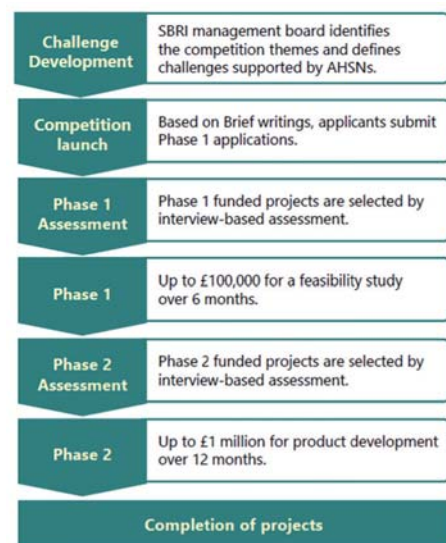 Challenge
Development
SBRI management board identifies
the competition themes and defines
challenges supported by AHSNs.
Competition
launch
Based on Brief writings, applicants submit
Phase 1 applications.
Phase 1
Assessment
Phase 1 funded projects are selected by
interview-based assessment.
Phase 1
Up to £100,000 for a feasibility study
over 6 months.
Phase 2
Assessment
Phase 2 funded projects are selected by
interview-based assessment.
Phase 2
Up to £1 million for product development
over 12 months.
Completion of projects